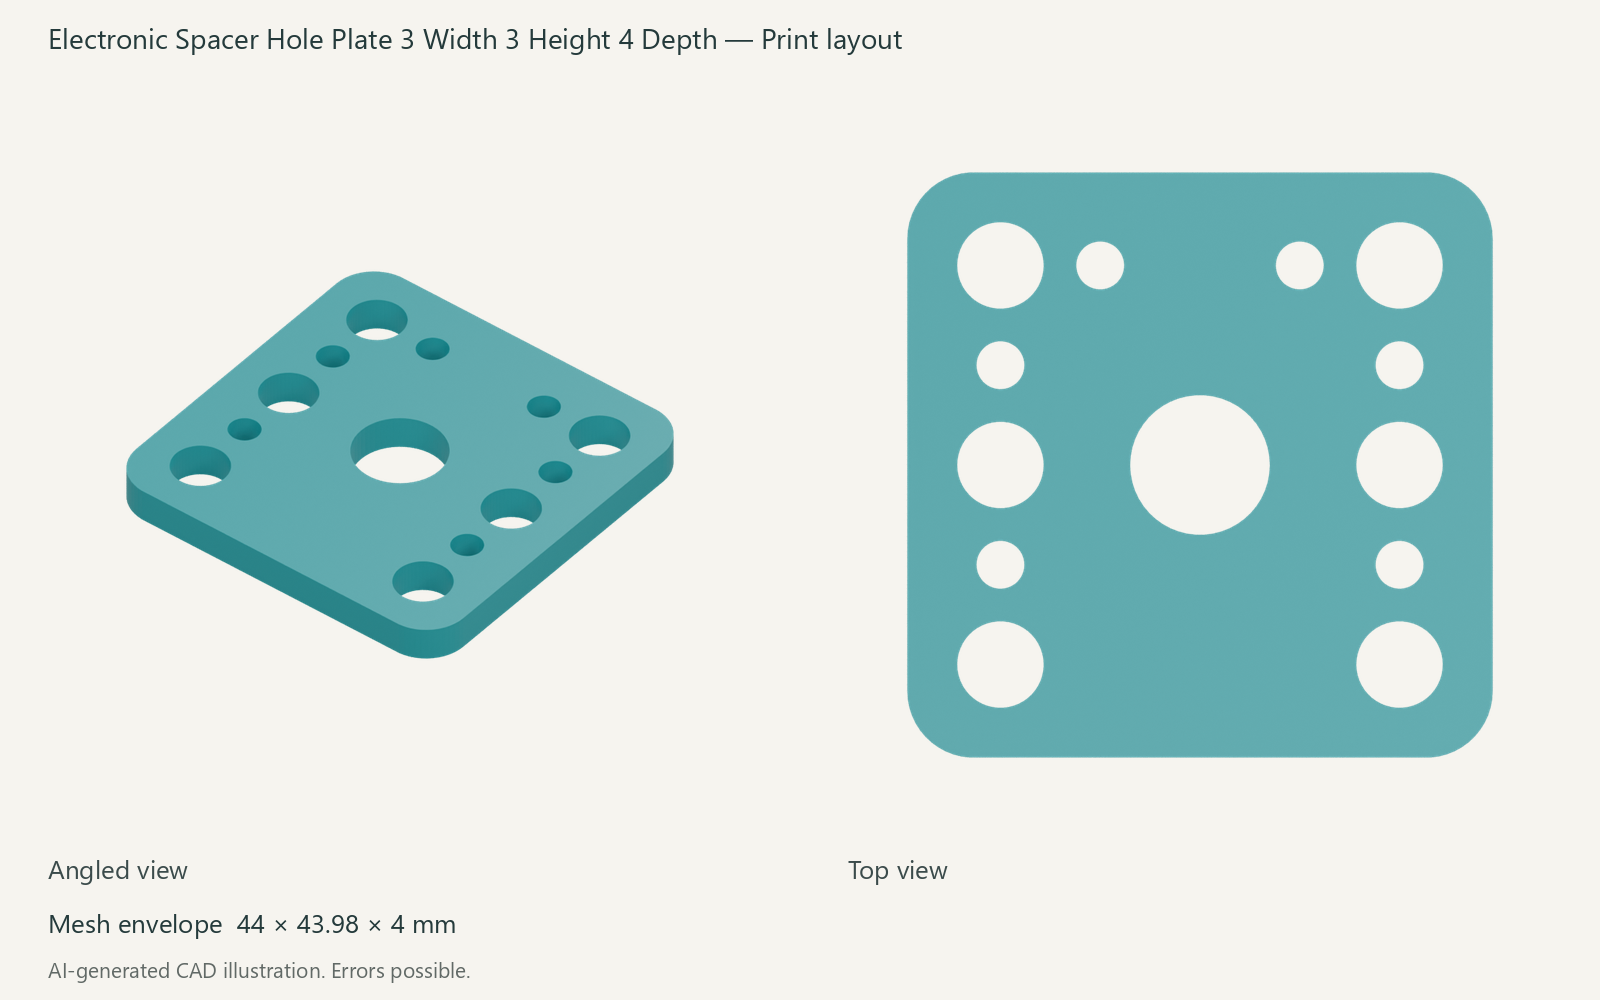 Electronic Spacer Hole Plate 3 Width 3 Height 4 Depth — Print layout
Angled view
Top view
Mesh envelope  44 × 43.98 × 4 mm
AI-generated CAD illustration. Errors possible.